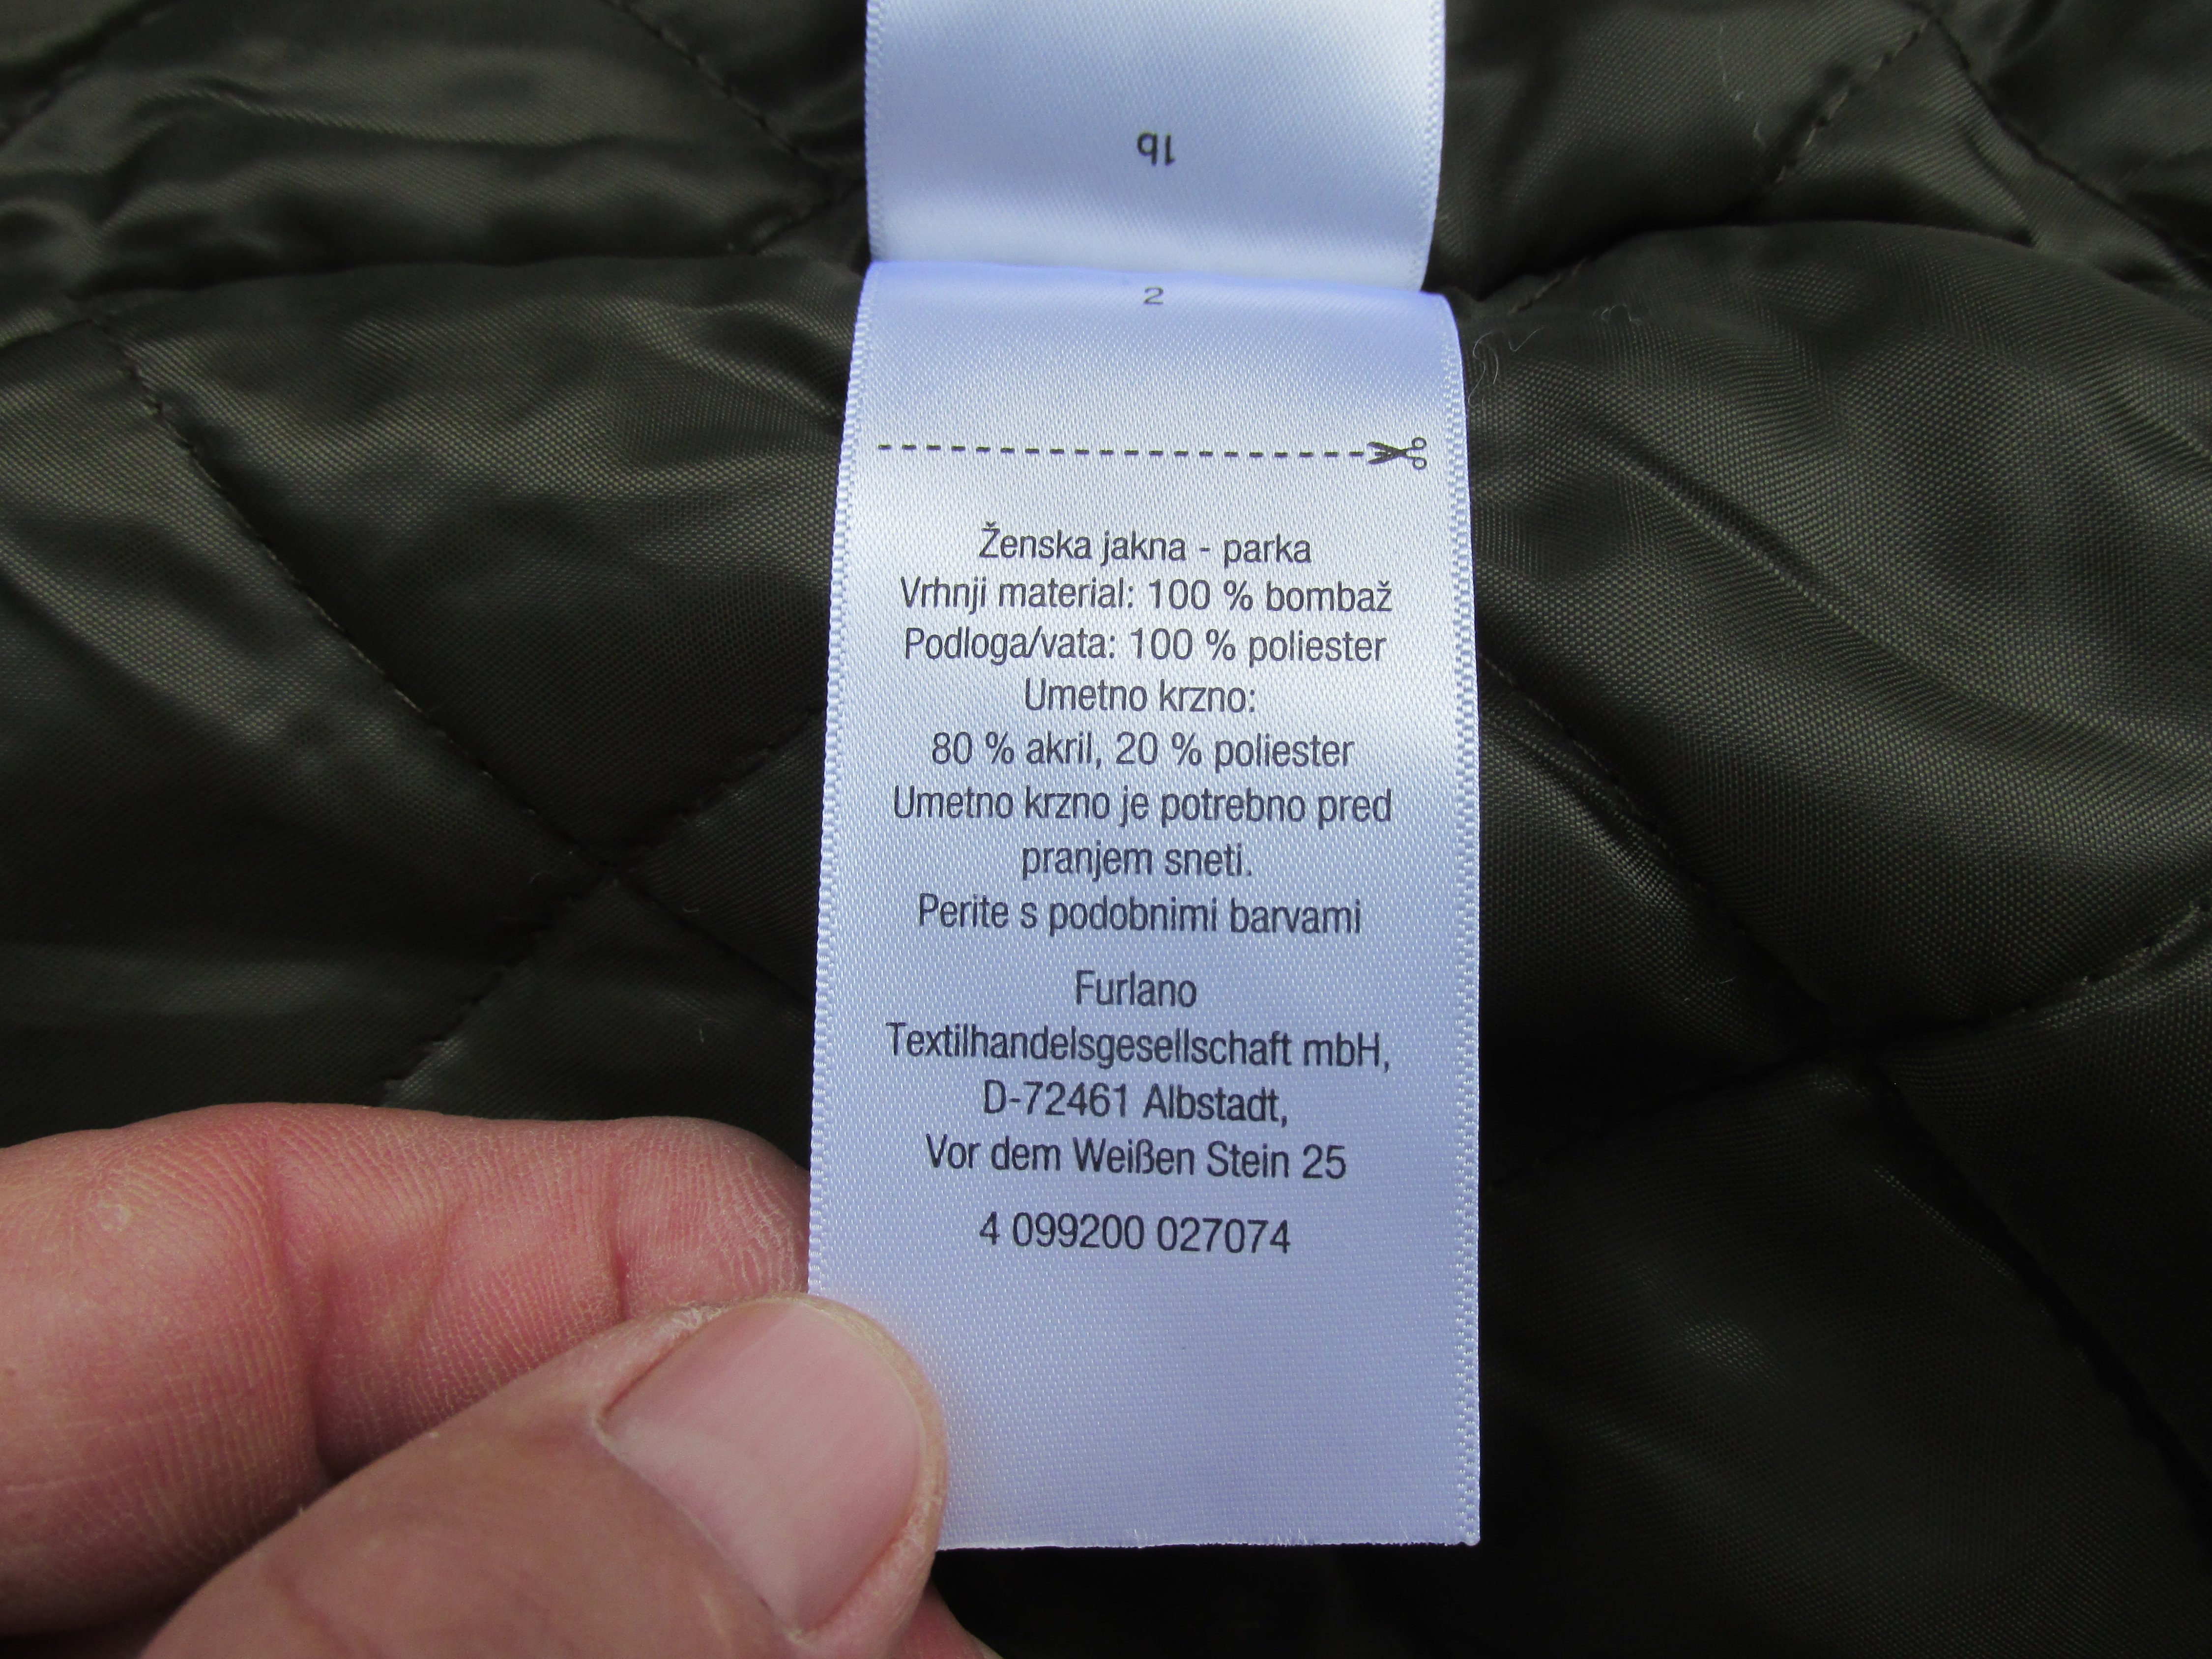 1b
2
Ženska jakna - parka
Vrhnji material: 100 % bombaž
Podloga/vata: 100 % poliester
Umetno krzno:
80 % akril, 20 % poliester
Umetno krzno je potrebno pred
pranjem sneti.
Perite s podobnimi barvami
Furlano
Textilhandelsgesellschaft mbH,
D-72461 Albstadt,
Vor dem Weißen Stein 25
4 099200 027074